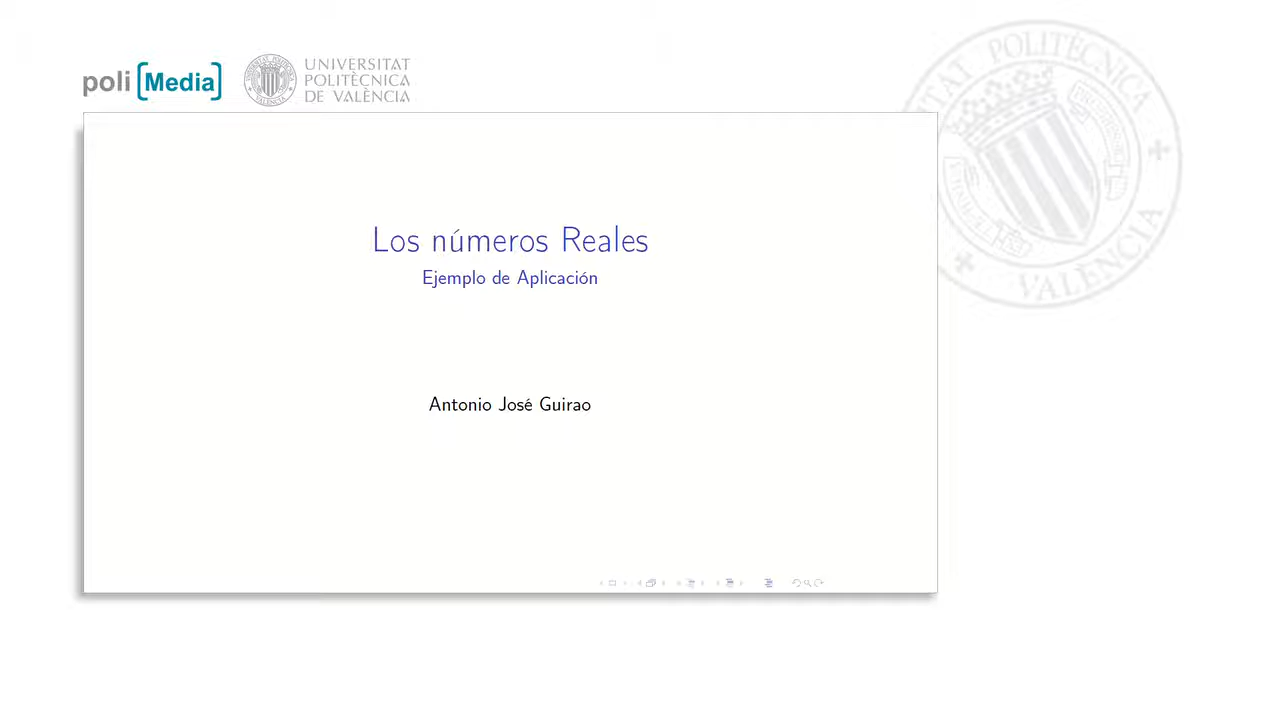 poli [Media]
UNIVERSITAT
POLITÈCNICA
DE VALÈNCIA
Los números Reales
Ejemplo de Aplicación
Antonio José Guirao